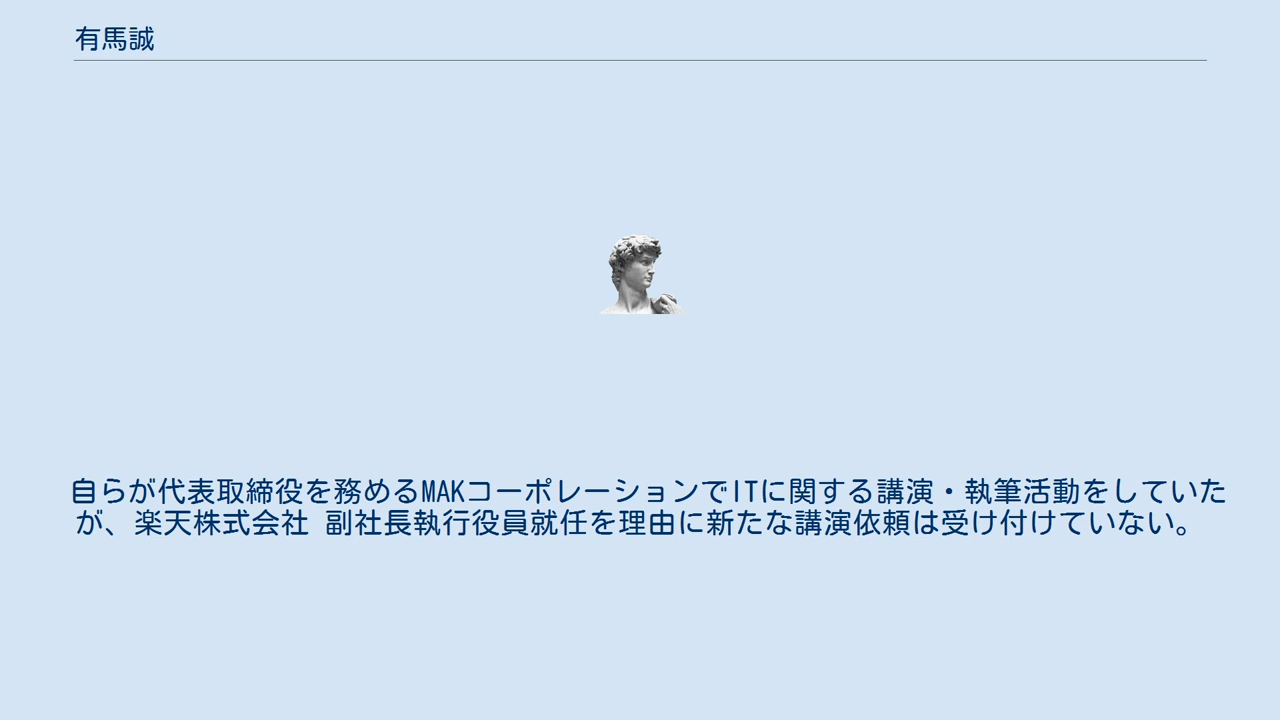 有馬誠
自らが代表取締役を務めるMAKコーポレーションでITに関する講演・執筆活動をしていた
が、楽天株式会社 副社長執行役員就任を理由に新たな講演依頼は受け付けていない。